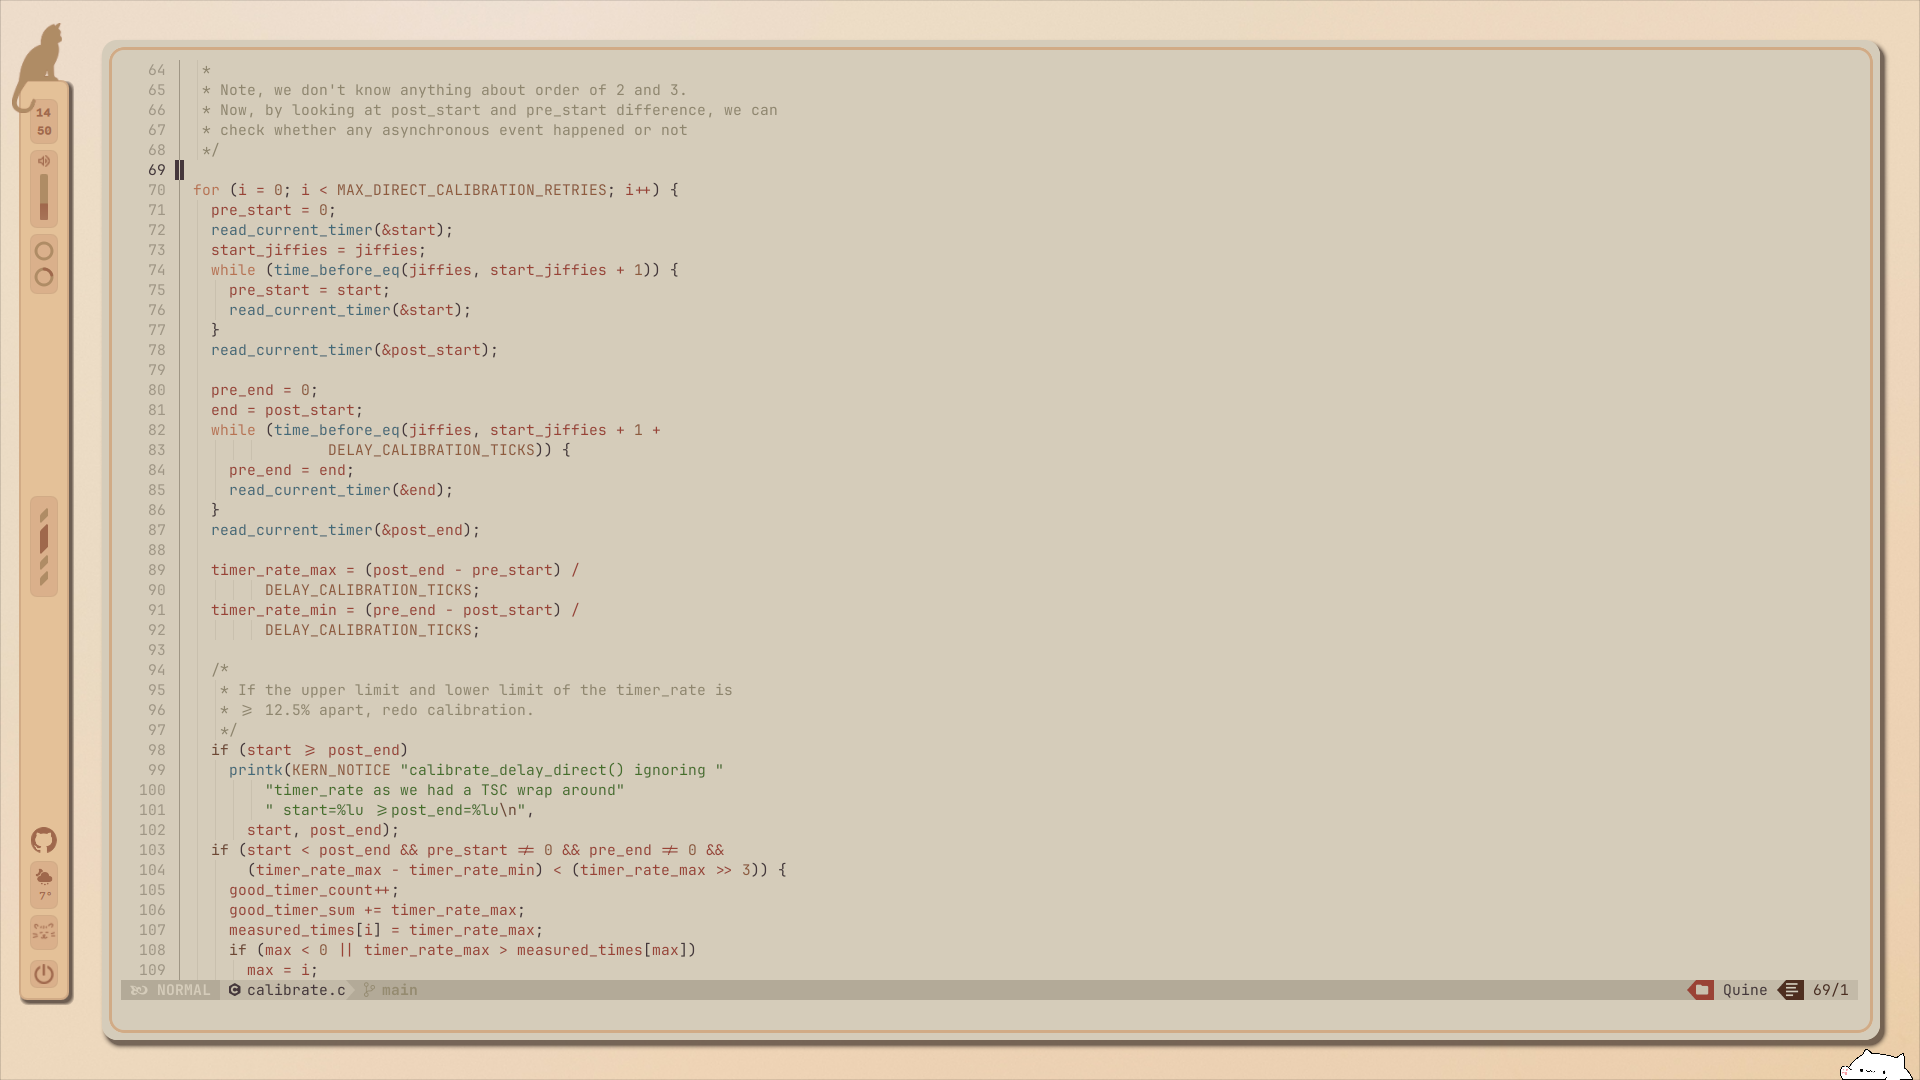 14
50
64 *
65 * Note, we don't know anything about order of 2 and 3.
66 * Now, by looking at post_start and pre_start difference, we can
67 * check whether any asynchronous event happened or not
68 */
69
70 for (i = 0; i < MAX_DIRECT_CALIBRATION_RETRIES; i++) {
71 pre_start = 0;
72 read_current_timer(&start);
73 start_jiffies = jiffies;
74 while (time_before_eq(jiffies, start_jiffies + 1)) {
75 pre_start = start;
76 read_current_timer(&start);
77 }
78 read_current_timer(&post_start);
79
80 pre_end = 0;
81 end = post_start;
82 while (time_before_eq(jiffies, start_jiffies + 1 +
83 DELAY_CALIBRATION_TICKS)) {
84 pre_end = end;
85 read_current_timer(&end);
86 }
87 read_current_timer(&post_end);
88
89 timer_rate_max = (post_end - pre_start) /
90 DELAY_CALIBRATION_TICKS;
91 timer_rate_min = (pre_end - post_start) /
92 DELAY_CALIBRATION_TICKS;
93
94 /*
95 * If the upper limit and lower limit of the timer_rate is
96 * >= 12.5% apart, redo calibration.
97 */
98 if (start >= post_end)
99 printk(KERN_NOTICE "calibrate_delay_direct() ignoring "
100 "timer_rate as we had a TSC wrap around"
101 " start=%lu >=post_end=%lu\n",
102 start, post_end);
103 if (start < post_end && pre_start != 0 && pre_end != 0 &&
104 (timer_rate_max - timer_rate_min) < (timer_rate_max >> 3)) {
105 good_timer_count++;
106 good_timer_sum += timer_rate_max;
107 measured_times[i] = timer_rate_max;
108 if (max < 0 || timer_rate_max > measured_times[max])
109 max = i;
NORMAL calibrate.c main Quine 69/1
7°